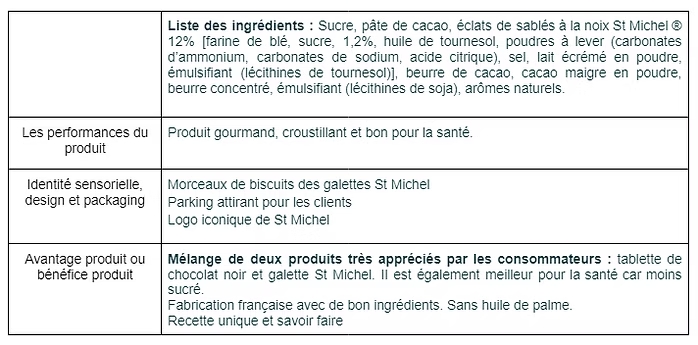 Liste des ingrédients : Sucre, pâte de cacao, éclats de sablés à la noix St Michel ®
12% [farine de blé, sucre, 1,2%, huile de tournesol, poudres à lever (carbonates
d'ammonium, carbonates de sodium, acide citrique), sel, lait écrémé en poudre,
émulsifiant (lécithines de tournesol)], beurre de cacao, cacao maigre en poudre,
beurre concentré, émulsifiant (lécithines de soja), arômes naturels.
Les performances du
produit
Produit gourmand, croustillant et bon pour la santé.
Identité sensorielle,
design et packaging
Morceaux de biscuits des galettes St Michel
Parking attirant pour les clients
Logo iconique de St Michel
Avantage produit ou
bénéfice produit
Mélange de deux produits très appréciés par les consommateurs : tablette de
chocolat noir et galette St Michel. Il est également meilleur pour la santé car moins
sucré.
Fabrication française avec de bon ingrédients. Sans huile de palme.
Recette unique et savoir faire